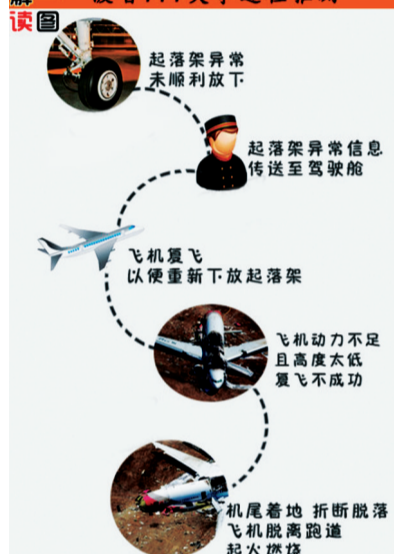 读图
起落架异常
未顺利放下
起落架异常信息
传送至驾驶舱
飞机复飞
以便重新下放起落架
飞机动力不足
且高度太低
复飞不成功
机尾着地 折断脱落
飞机脱离跑道
起火燃烧